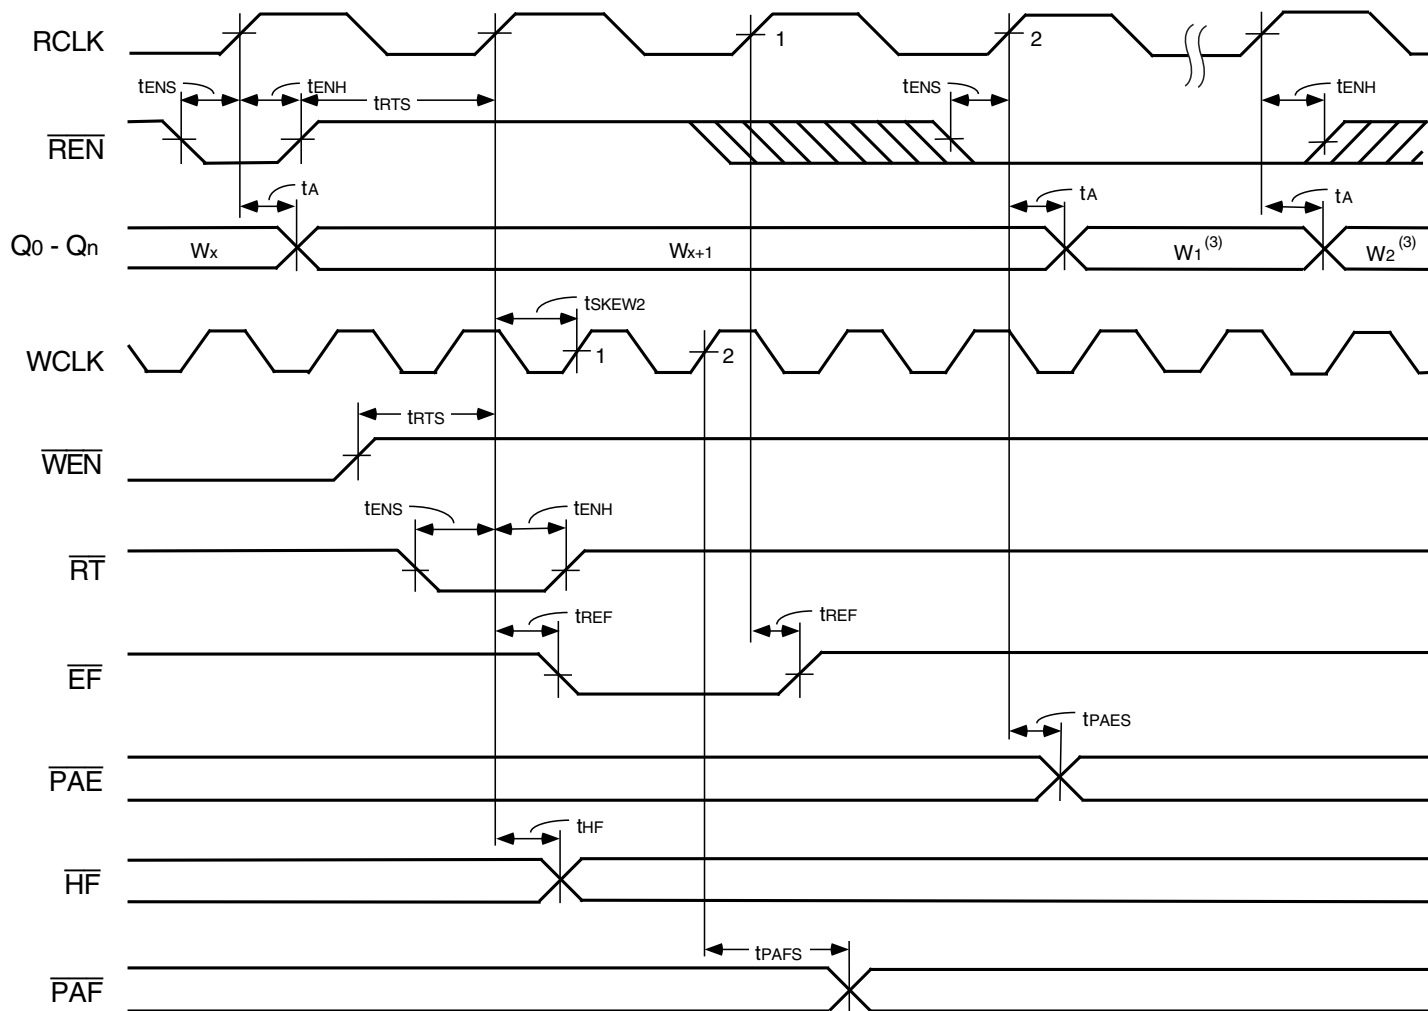 RCLK 1 2
tENS tENH tRTS tENS tENH
REN
tA tA tA
Q0 - Qn Wx Wx+1 W1(3) W2(3)
tSKEW2
WCLK 1 2
tRTS
WEN
tENS tENH
RT
tREF tREF
EF
tPAES
PAE
tHF
HF
tPAFS
PAF